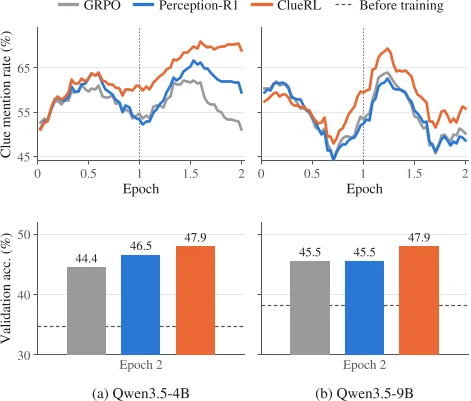 GRPO Perception-R1 ClueRL Before training
Clue mention rate (%)
65
55
45
0 0.5 1 1.5 2
Epoch
0 0.5 1 1.5 2
Epoch
Validation acc. (%)
50
40
30
44.4 46.5 47.9
Epoch 2
45.5 45.5 47.9
Epoch 2
(a) Qwen3.5-4B
(b) Qwen3.5-9B